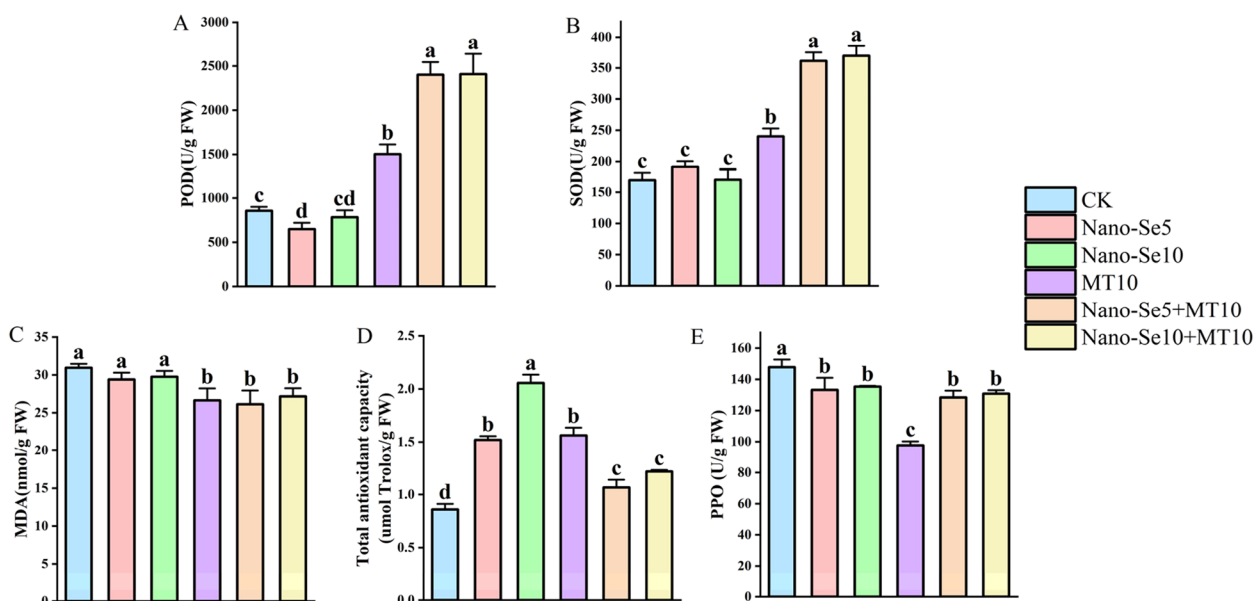 A
POD(U/g FW)
3000
2500
2000
1500
1000
500
0
c
d
cd
b
a
a
B
SOD(U/g FW)
400
350
300
250
200
150
100
50
0
c
c
c
b
a
a
CK
Nano-Se5
Nano-Se10
MT10
Nano-Se5+MT10
Nano-Se10+MT10
C
MDA(nmol/g FW)
35
30
25
20
15
10
5
0
a
a
a
b
b
b
D
Total antioxidant capacity
(umol Trolox/g FW)
2.5
2.0
1.5
1.0
0.5
0.0
d
b
a
b
c
c
E
PPO (U/g FW)
160
140
120
100
80
60
40
20
0
a
b
b
c
b
b